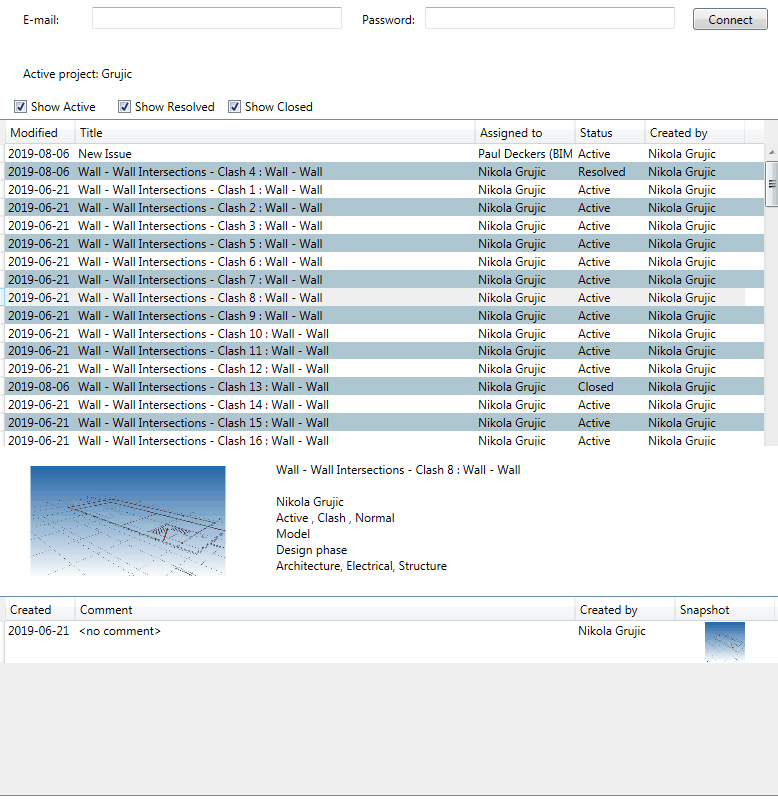 E-mail: Password: Connect
Active project: Grujic
Show Active Show Resolved Show Closed
Modified Title Assigned to Status Created by
2019-08-06 New Issue Paul Deckers (BIM Active Nikola Grujic
2019-08-06 Wall - Wall Intersections - Clash 4 : Wall - Wall Nikola Grujic Resolved Nikola Grujic
2019-06-21 Wall - Wall Intersections - Clash 1 : Wall - Wall Nikola Grujic Active Nikola Grujic
2019-06-21 Wall - Wall Intersections - Clash 2 : Wall - Wall Nikola Grujic Active Nikola Grujic
2019-06-21 Wall - Wall Intersections - Clash 3 : Wall - Wall Nikola Grujic Active Nikola Grujic
2019-06-21 Wall - Wall Intersections - Clash 5 : Wall - Wall Nikola Grujic Active Nikola Grujic
2019-06-21 Wall - Wall Intersections - Clash 6 : Wall - Wall Nikola Grujic Active Nikola Grujic
2019-06-21 Wall - Wall Intersections - Clash 7 : Wall - Wall Nikola Grujic Active Nikola Grujic
2019-06-21 Wall - Wall Intersections - Clash 8 : Wall - Wall Nikola Grujic Active Nikola Grujic
2019-06-21 Wall - Wall Intersections - Clash 9 : Wall - Wall Nikola Grujic Active Nikola Grujic
2019-06-21 Wall - Wall Intersections - Clash 10 : Wall - Wall Nikola Grujic Active Nikola Grujic
2019-06-21 Wall - Wall Intersections - Clash 11 : Wall - Wall Nikola Grujic Active Nikola Grujic
2019-06-21 Wall - Wall Intersections - Clash 12 : Wall - Wall Nikola Grujic Active Nikola Grujic
2019-08-06 Wall - Wall Intersections - Clash 13 : Wall - Wall Nikola Grujic Closed Nikola Grujic
2019-06-21 Wall - Wall Intersections - Clash 14 : Wall - Wall Nikola Grujic Active Nikola Grujic
2019-06-21 Wall - Wall Intersections - Clash 15 : Wall - Wall Nikola Grujic Active Nikola Grujic
2019-06-21 Wall - Wall Intersections - Clash 16 : Wall - Wall Nikola Grujic Active Nikola Grujic
Wall - Wall Intersections - Clash 8 : Wall - Wall
Nikola Grujic
Active , Clash , Normal
Model
Design phase
Architecture, Electrical, Structure
Created Comment Created by Snapshot
2019-06-21 <no comment> Nikola Grujic